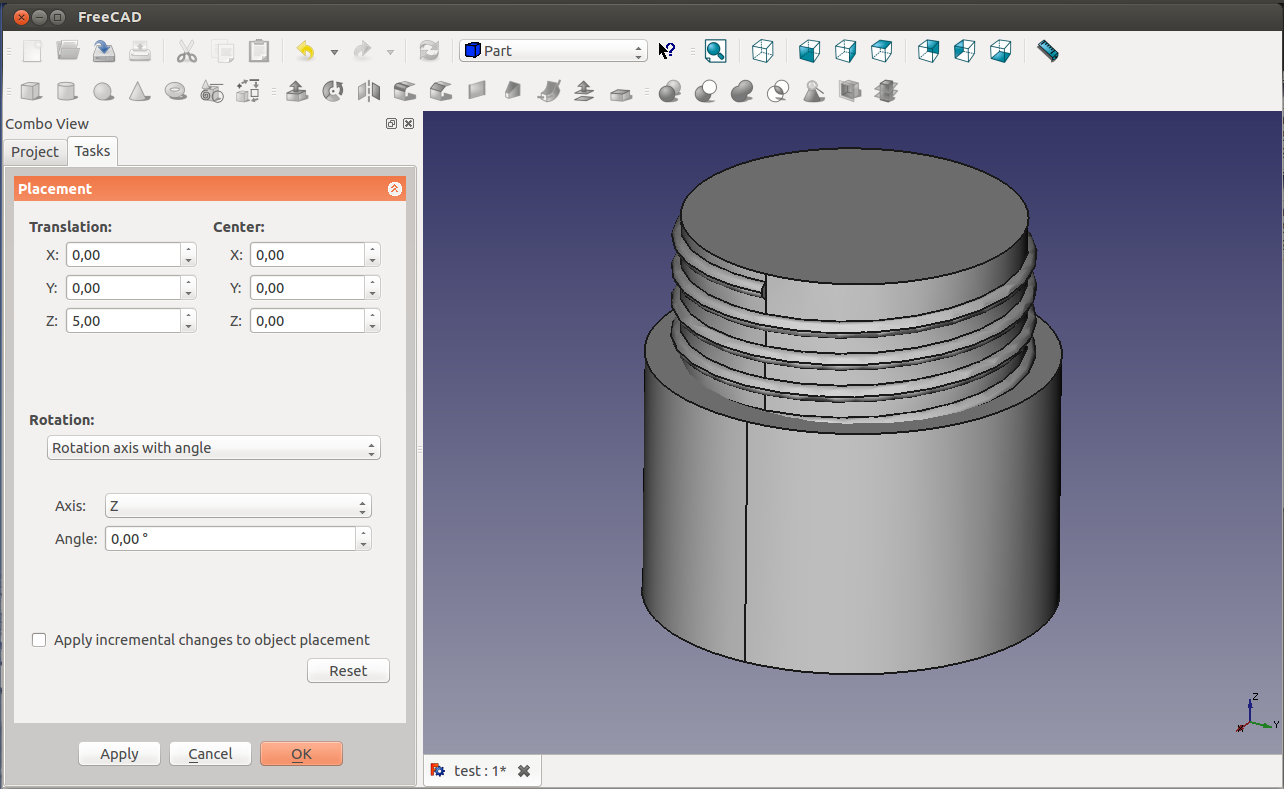 FreeCAD
Part
Combo View
Project Tasks
Placement
Translation: Center:
X: 0,00 X: 0,00
Y: 0,00 Y: 0,00
Z: 5,00 Z: 0,00
Rotation:
Rotation axis with angle
Axis: Z
Angle: 0,00 °
Apply incremental changes to object placement
Reset
Apply Cancel OK
Z
Y
test : 1*